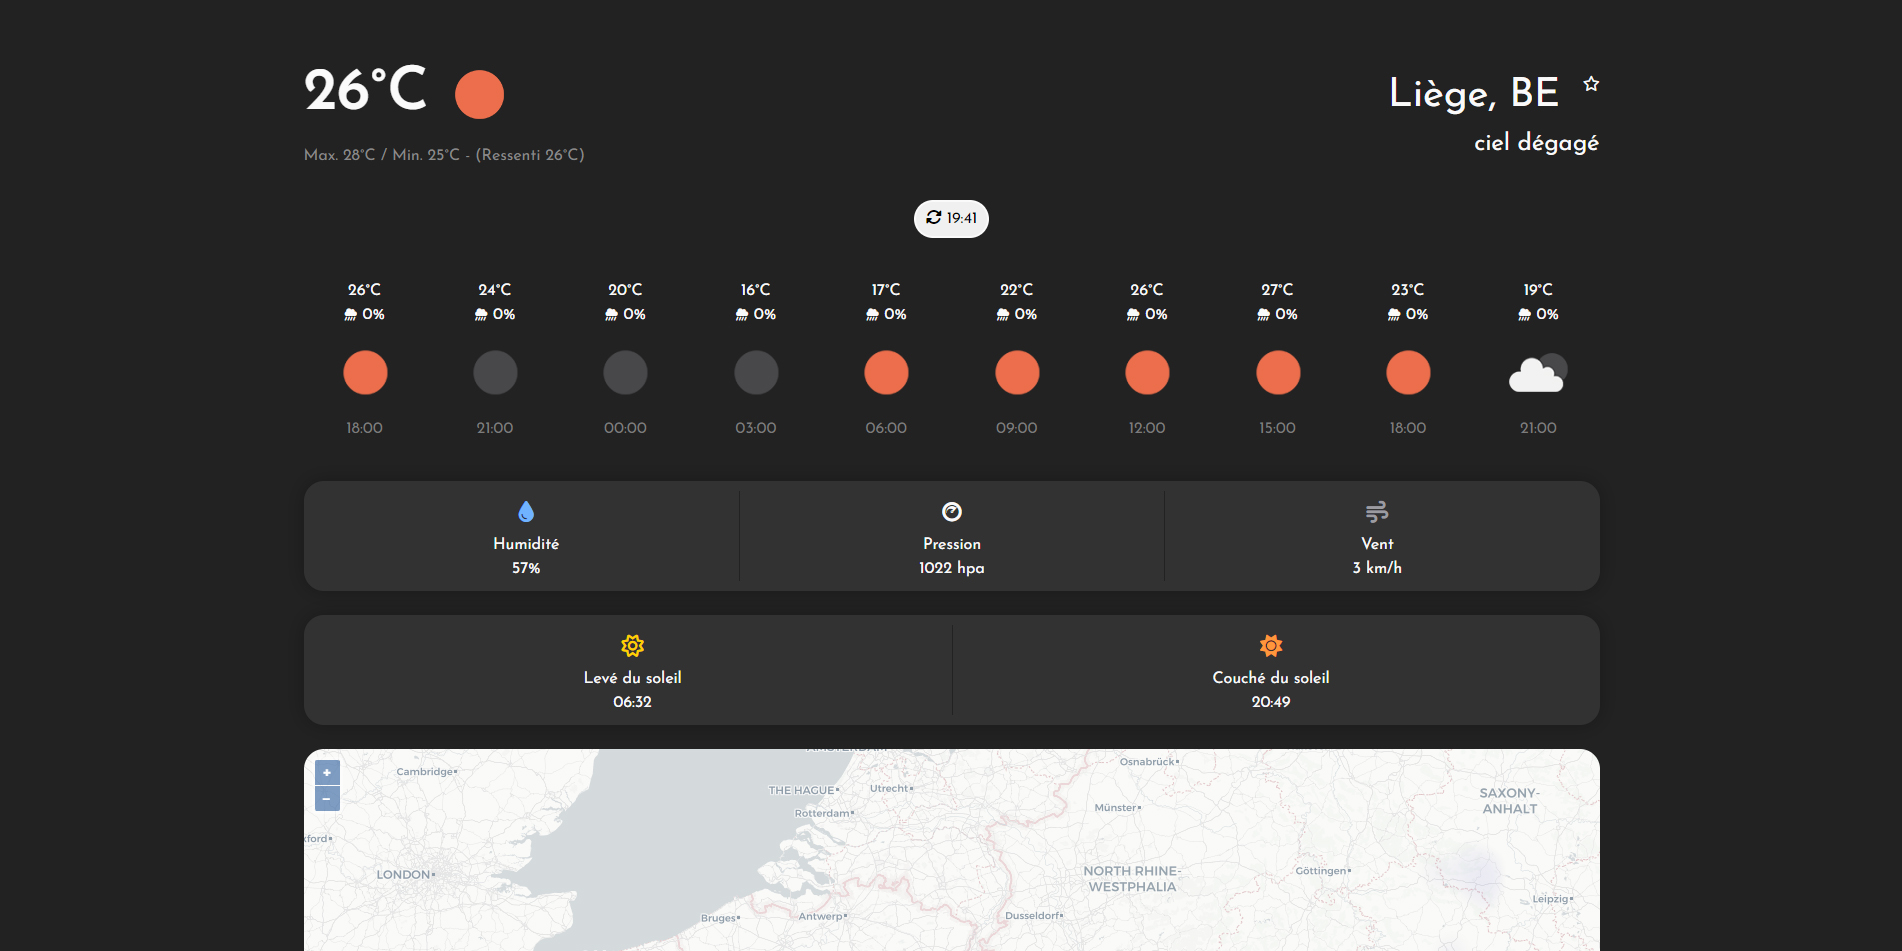 26°C
Liège, BE
ciel dégagé
Max. 28°C / Min. 25°C - (Ressenti 26°C)
19:41
26°C 24°C 20°C 16°C 17°C 22°C 26°C 27°C 23°C 19°C
0% 0% 0% 0% 0% 0% 0% 0% 0% 0%
18:00 21:00 00:00 03:00 06:00 09:00 12:00 15:00 18:00 21:00
Humidité
57%
Pression
1022 hpa
Vent
3 km/h
Levé du soleil
06:32
Couché du soleil
20:49
+
−
AMSTERDAM
Cambridge
Osnabrück
THE HAGUE
Utrecht
SAXONY-
ANHALT
Münster
Rotterdam
xford
LONDON
NORTH RHINE-
WESTPHALIA
Göttingen
Leipzig
Bruges
Antwerp
Dusseldorf